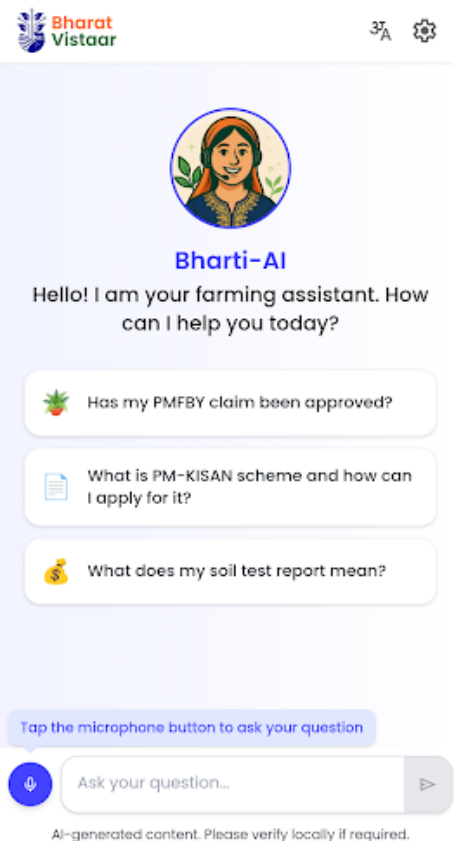 Bharat
Vistaar
अA
Bharti-AI
Hello! I am your farming assistant. How
can I help you today?
Has my PMFBY claim been approved?
What is PM-KISAN scheme and how can
I apply for it?
What does my soil test report mean?
Tap the microphone button to ask your question
Ask your question...
AI-generated content. Please verify locally if required.